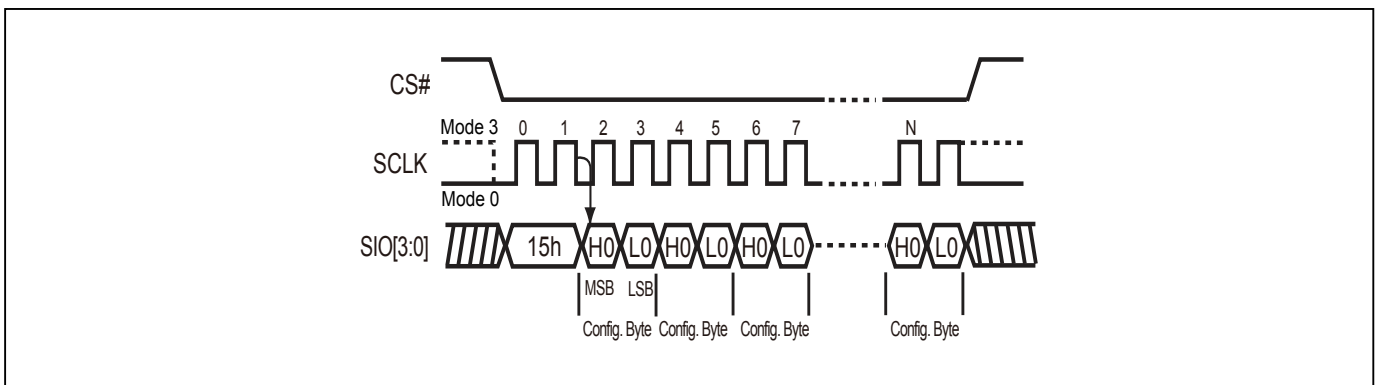 CS#
Mode 3 0 1 2 3 4 5 6 7 N
SCLK
Mode 0
SIO[3:0] 15h H0 L0 H0 L0 H0 L0 H0 L0
MSB LSB
Config. Byte Config. Byte Config. Byte Config. Byte